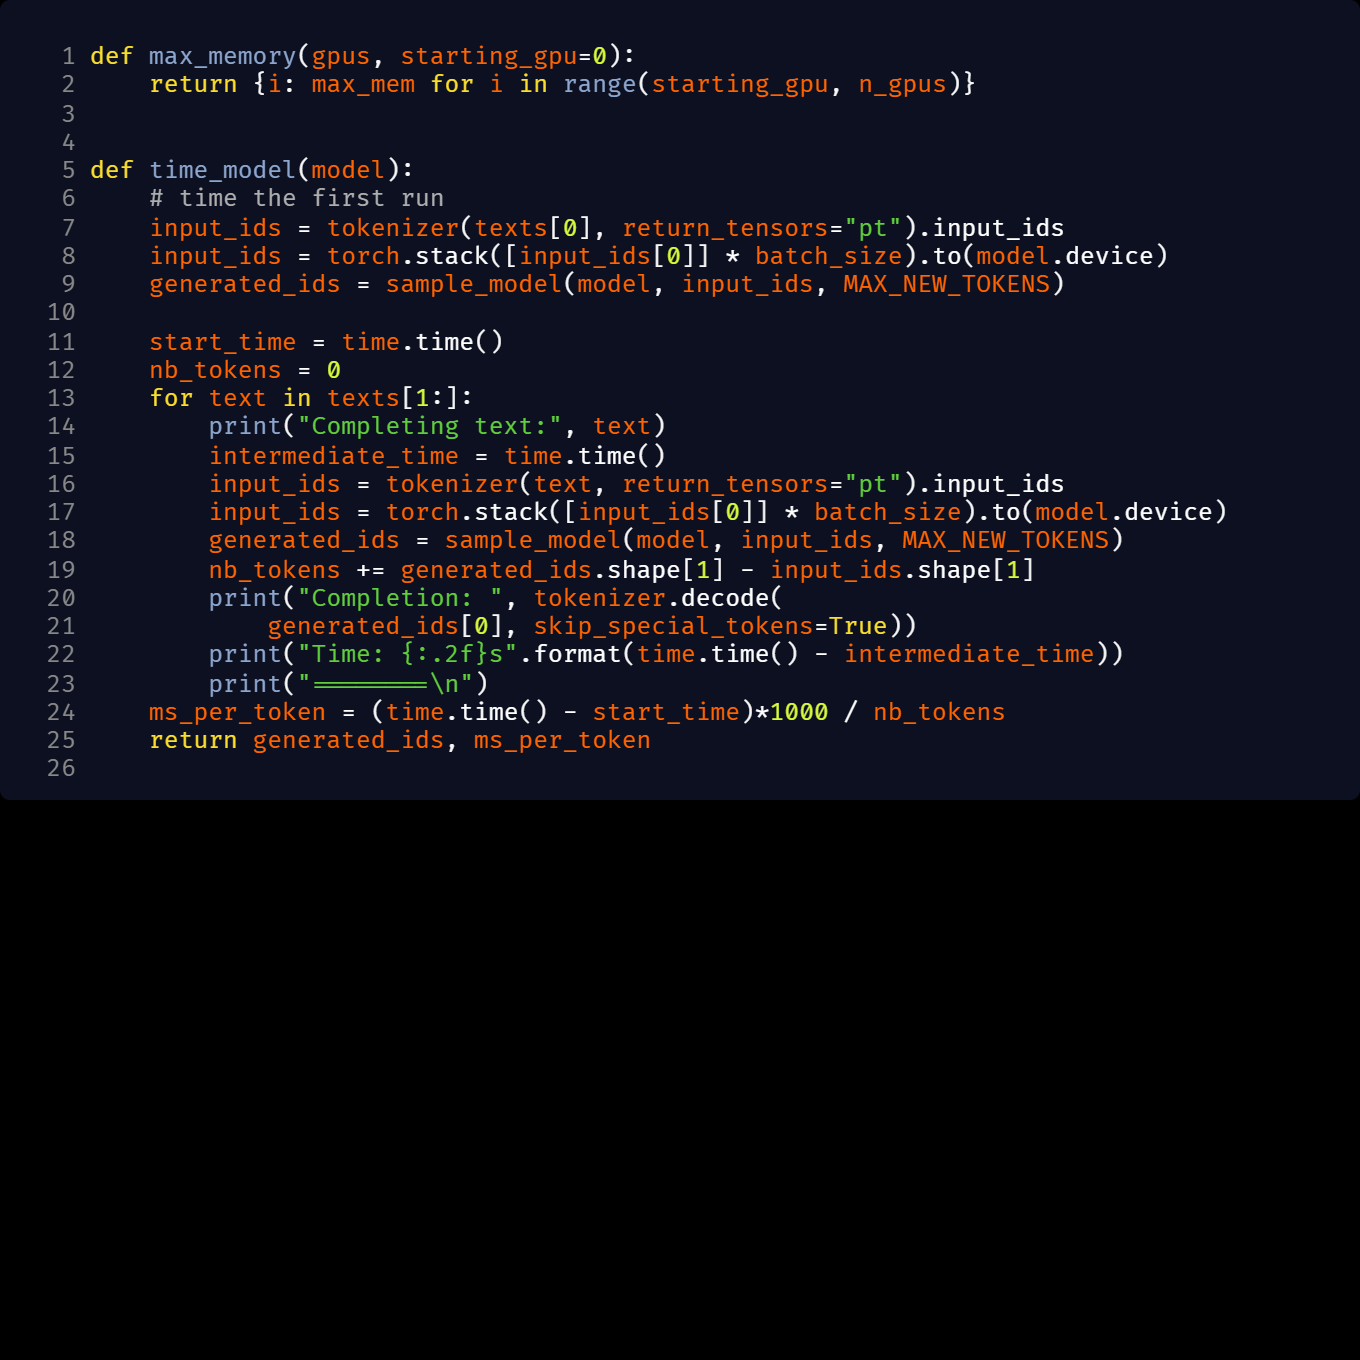 1 def max_memory(gpus, starting_gpu=0):
2     return {i: max_mem for i in range(starting_gpu, n_gpus)}
3
4
5 def time_model(model):
6     # time the first run
7     input_ids = tokenizer(texts[0], return_tensors="pt").input_ids
8     input_ids = torch.stack([input_ids[0]] * batch_size).to(model.device)
9     generated_ids = sample_model(model, input_ids, MAX_NEW_TOKENS)
10
11     start_time = time.time()
12     nb_tokens = 0
13     for text in texts[1:]:
14         print("Completing text:", text)
15         intermediate_time = time.time()
16         input_ids = tokenizer(text, return_tensors="pt").input_ids
17         input_ids = torch.stack([input_ids[0]] * batch_size).to(model.device)
18         generated_ids = sample_model(model, input_ids, MAX_NEW_TOKENS)
19         nb_tokens += generated_ids.shape[1] - input_ids.shape[1]
20         print("Completion: ", tokenizer.decode(
21             generated_ids[0], skip_special_tokens=True))
22         print("Time: {:.2f}s".format(time.time() - intermediate_time))
23         print("========\n")
24     ms_per_token = (time.time() - start_time)*1000 / nb_tokens
25     return generated_ids, ms_per_token
26